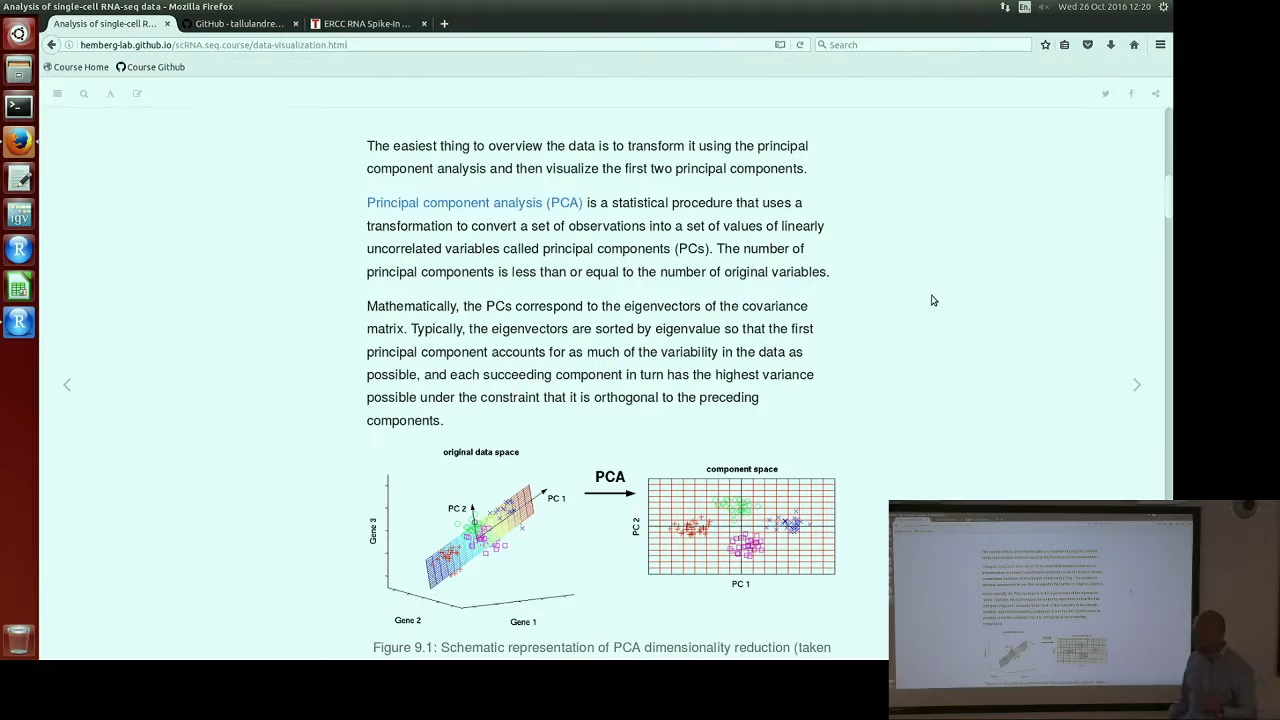 Analysis of single-cell RNA-seq data - Mozilla Firefox
En
Wed 26 Oct 2016 12:20
Analysis of single-cell R... ×
GitHub - tallulandre... ×
ERCC RNA Spike-In ... ×
hemberg-lab.github.io/scRNA.seq.course/data-visualization.html
Search
Course Home
Course Github
The easiest thing to overview the data is to transform it using the principal
component analysis and then visualize the first two principal components.
Principal component analysis (PCA) is a statistical procedure that uses a
transformation to convert a set of observations into a set of values of linearly
uncorrelated variables called principal components (PCs). The number of
principal components is less than or equal to the number of original variables.
Mathematically, the PCs correspond to the eigenvectors of the covariance
matrix. Typically, the eigenvectors are sorted by eigenvalue so that the first
principal component accounts for as much of the variability in the data as
possible, and each succeeding component in turn has the highest variance
possible under the constraint that it is orthogonal to the preceding
components.
original data space
PCA
component space
PC 1
PC 2
Gene 3
Gene 2
Gene 1
PC 2
PC 1
Figure 9.1: Schematic representation of PCA dimensionality reduction (taken
igv
R
R